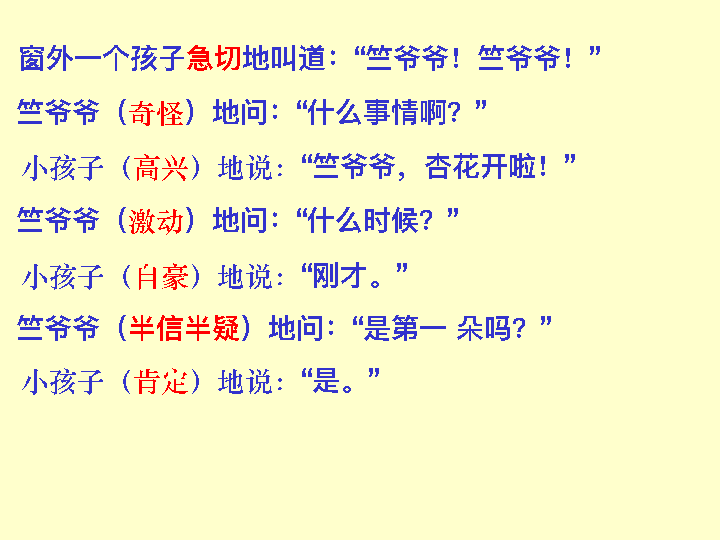 窗外一个孩子急切地叫道：“竺爷爷！竺爷爷！”
竺爷爷（奇怪）地问：“什么事情啊？”
小孩子（高兴）地说：“竺爷爷，杏花开啦！”
竺爷爷（激动）地问：“什么时候？”
小孩子（自豪）地说：“刚才。”
竺爷爷（半信半疑）地问：“是第一 朵吗？”
小孩子（肯定）地说：“是。”